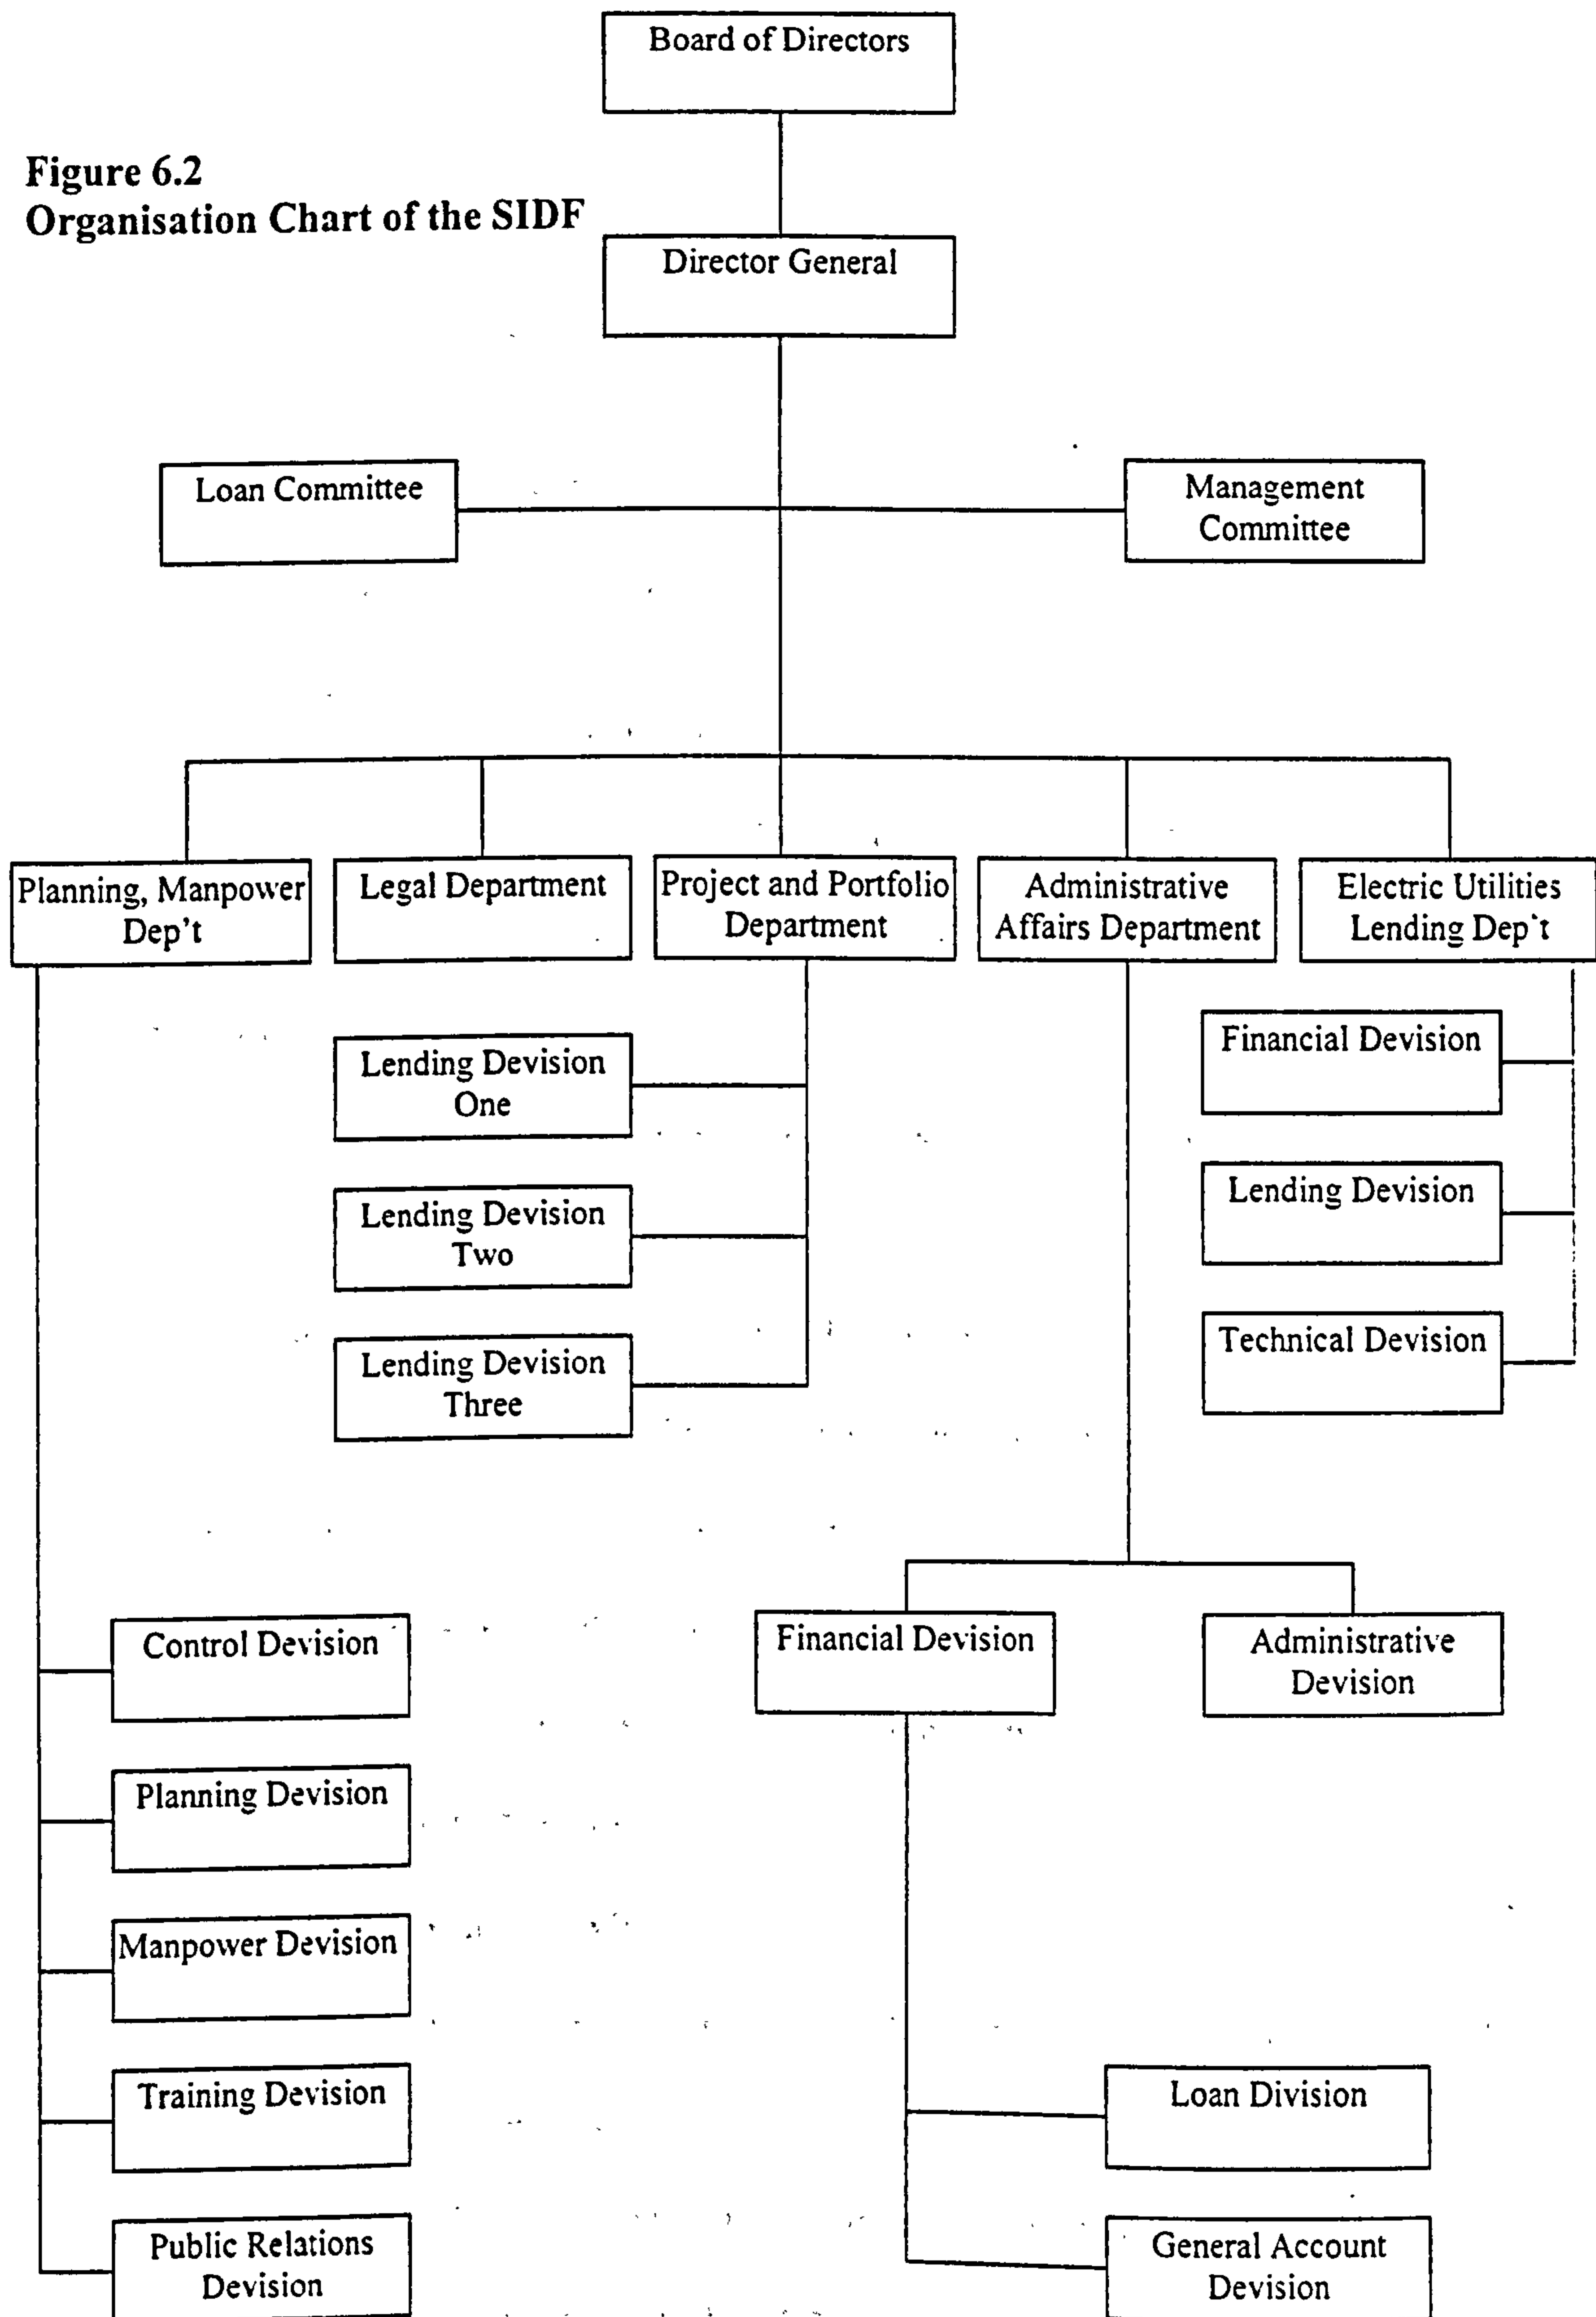 Board of Directors
Figure 6.2
Organisation Chart of the SIDF
Director General
Loan Committee
Management
Committee
Planning, Manpower
Dep't
Legal Department
Project and Portfolio
Department
Administrative
Affairs Department
Electric Utilities
Lending Dep't
Lending Devision
One
Lending Devision
Two
Lending Devision
Three
Financial Devision
Lending Devision
Technical Devision
Control Devision
Planning Devision
Manpower Devision
Training Devision
Public Relations
Devision
Financial Devision
Administrative
Devision
Loan Division
General Account
Devision